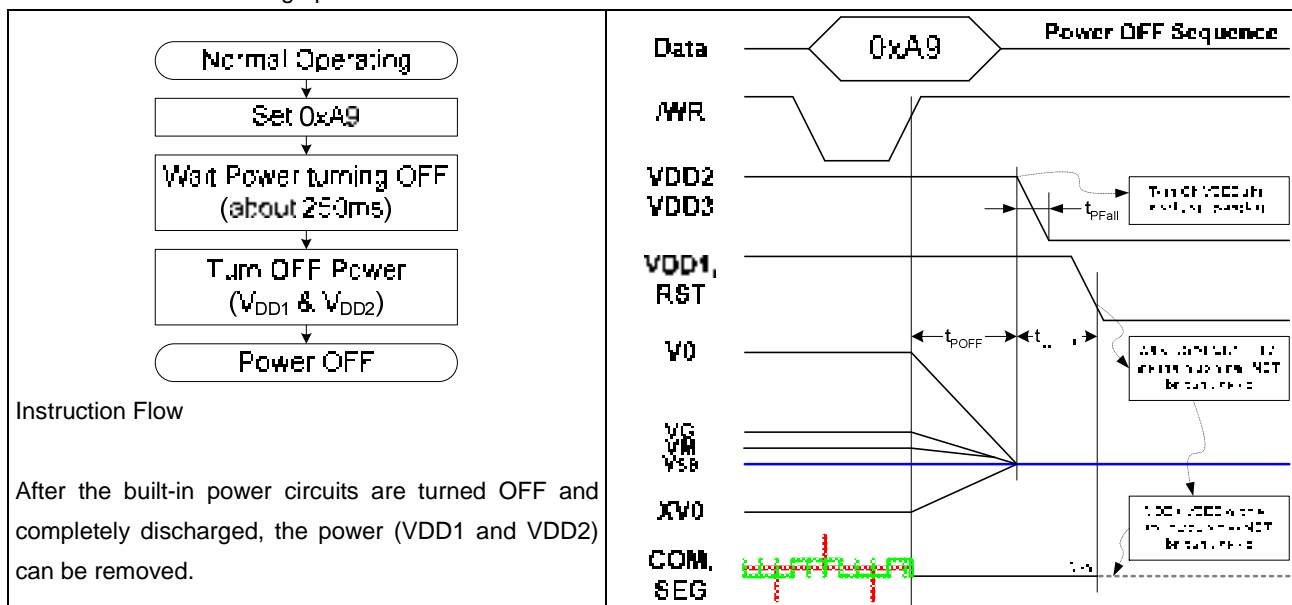 Normal Operating
Set 0xA9
Wait Power turning OFF
(about 250ms)
Turn OFF Power
(VDD1 & VDD2)
Power OFF
Instruction Flow
After the built-in power circuits are turned OFF and
completely discharged, the power (VDD1 and VDD2)
can be removed.
Power OFF Sequence
Data
0xA9
/WR
VDD2
VDD3
tPFall
VDD1,
RST
tPOFF
V0
VG
VM
VSS
XV0
COM,
SEG